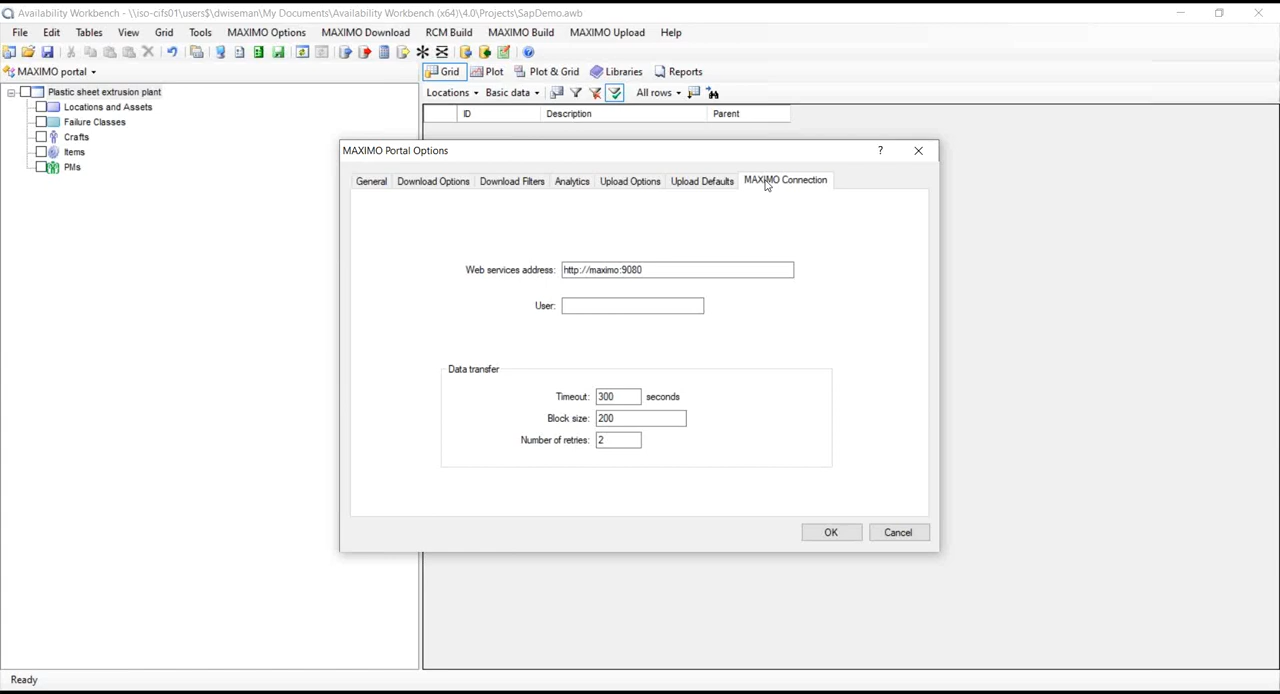 Availability Workbench - \\iso-cifs01\users$\dwiseman\My Documents\Availability Workbench (x64)\4.0\Projects\SapDemo.awb
File Edit Tables View Grid Tools MAXIMO Options MAXIMO Download RCM Build MAXIMO Build MAXIMO Upload Help
MAXIMO portal
Grid Plot Plot & Grid Libraries Reports
Plastic sheet extrusion plant
Locations and Assets
Failure Classes
Crafts
Items
PMs
Locations Basic data All rows
ID Description Parent
MAXIMO Portal Options
General Download Options Download Filters Analytics Upload Options Upload Defaults MAXIMO Connection
Web services address: http://maximo:9080
User:
Data transfer
Timeout: 300 seconds
Block size: 200
Number of retries: 2
OK Cancel
Ready